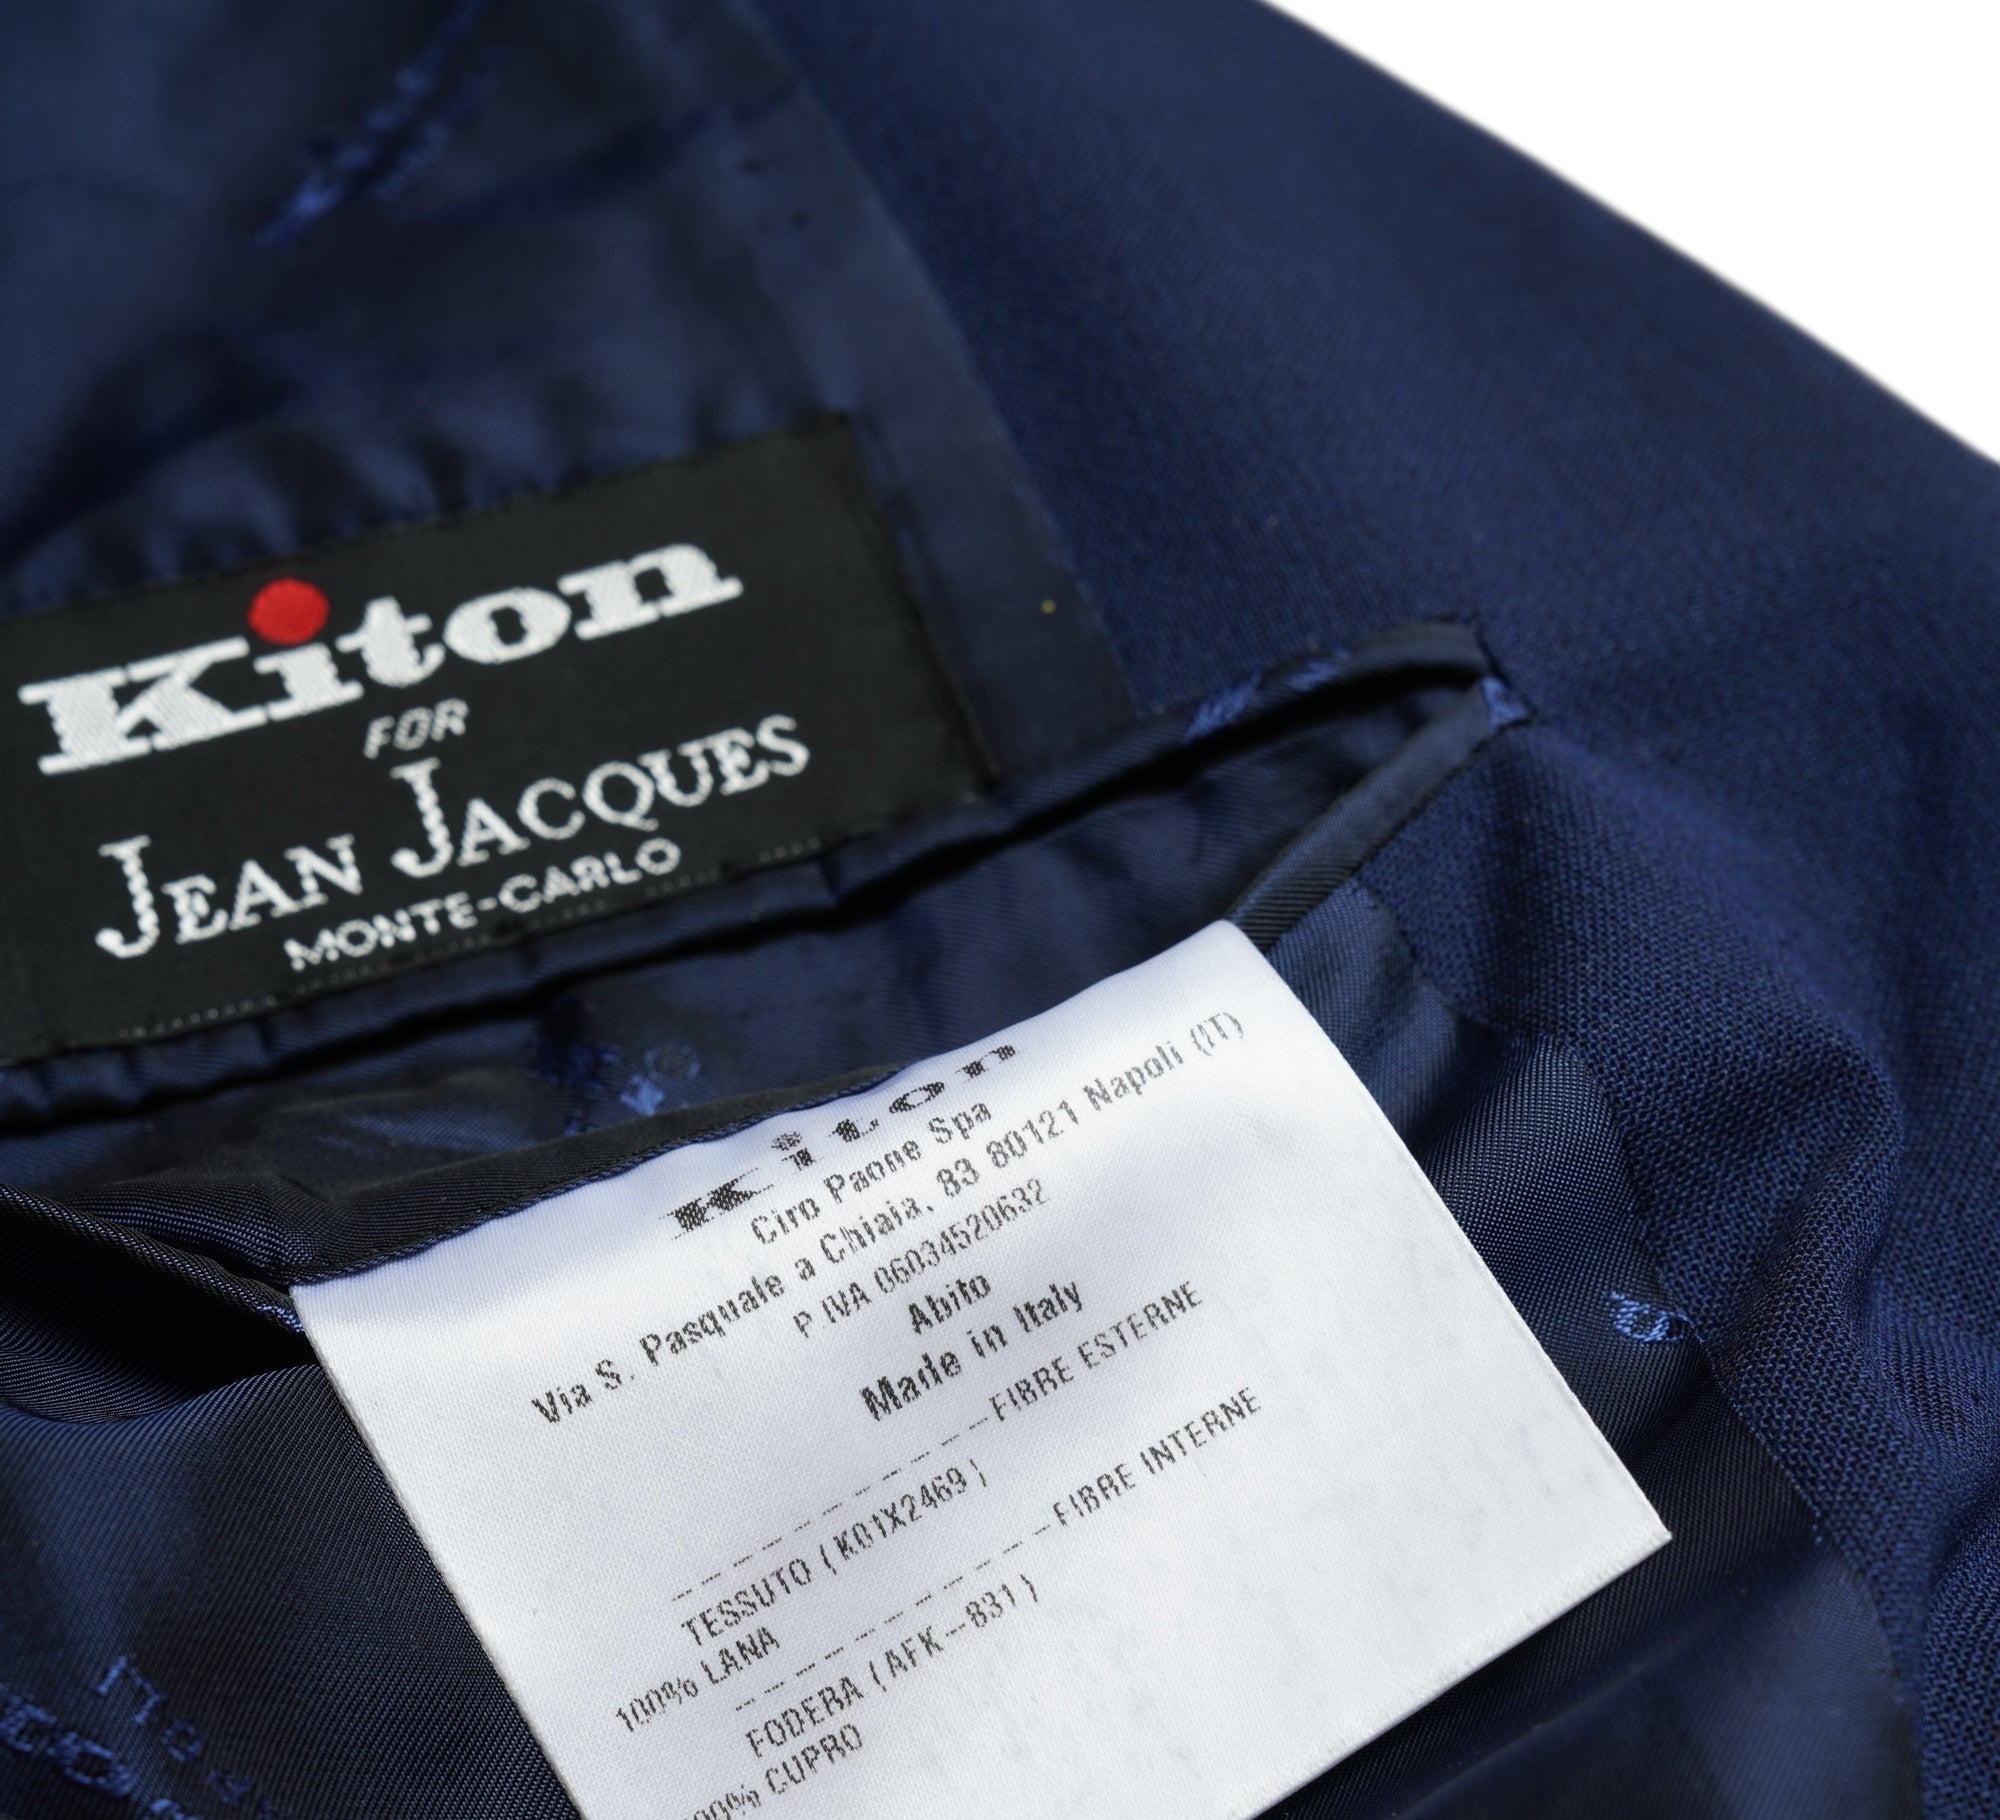 Kiton
FOR
JEAN JACQUES
MONTE-CARLO
Kiton
Ciro Paone Spa
Via S. Pasquale a Chiaia, 83 80121 Napoli (IT)
P.IVA 06034520632
Abito
Made in Italy
---------------FIBRE ESTERNE
TESSUTO ( K01X2469 )
100% LANA
---------------FIBRE INTERNE
FODERA ( AFK--831 )
100% CUPRO